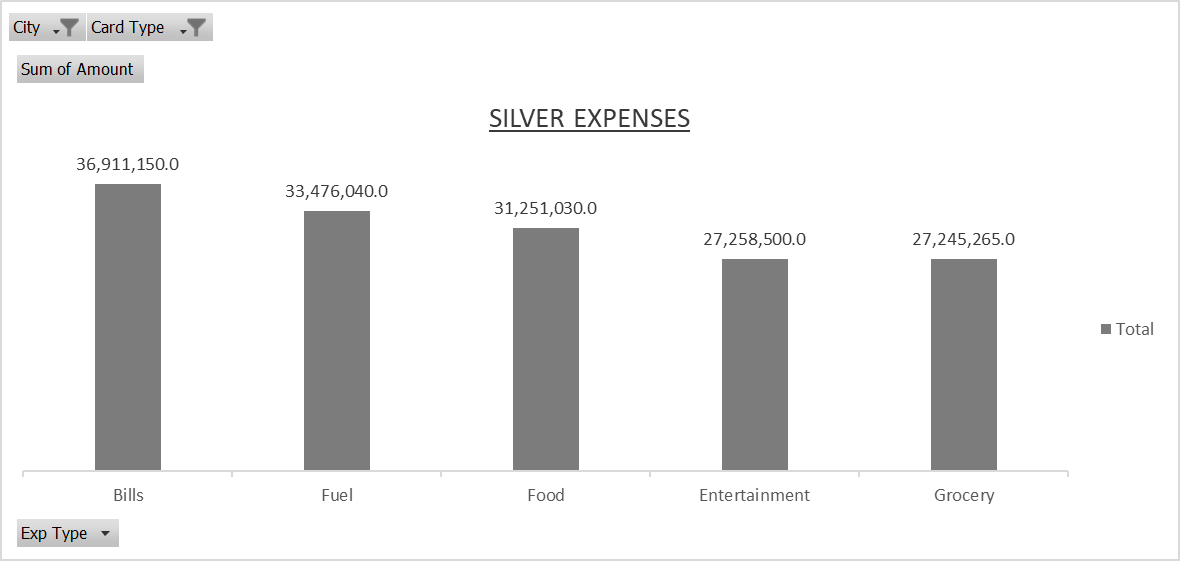 City Card Type
Sum of Amount
SILVER EXPENSES
36,911,150.0
33,476,040.0
31,251,030.0
27,258,500.0
27,245,265.0
Total
Bills Fuel Food Entertainment Grocery
Exp Type